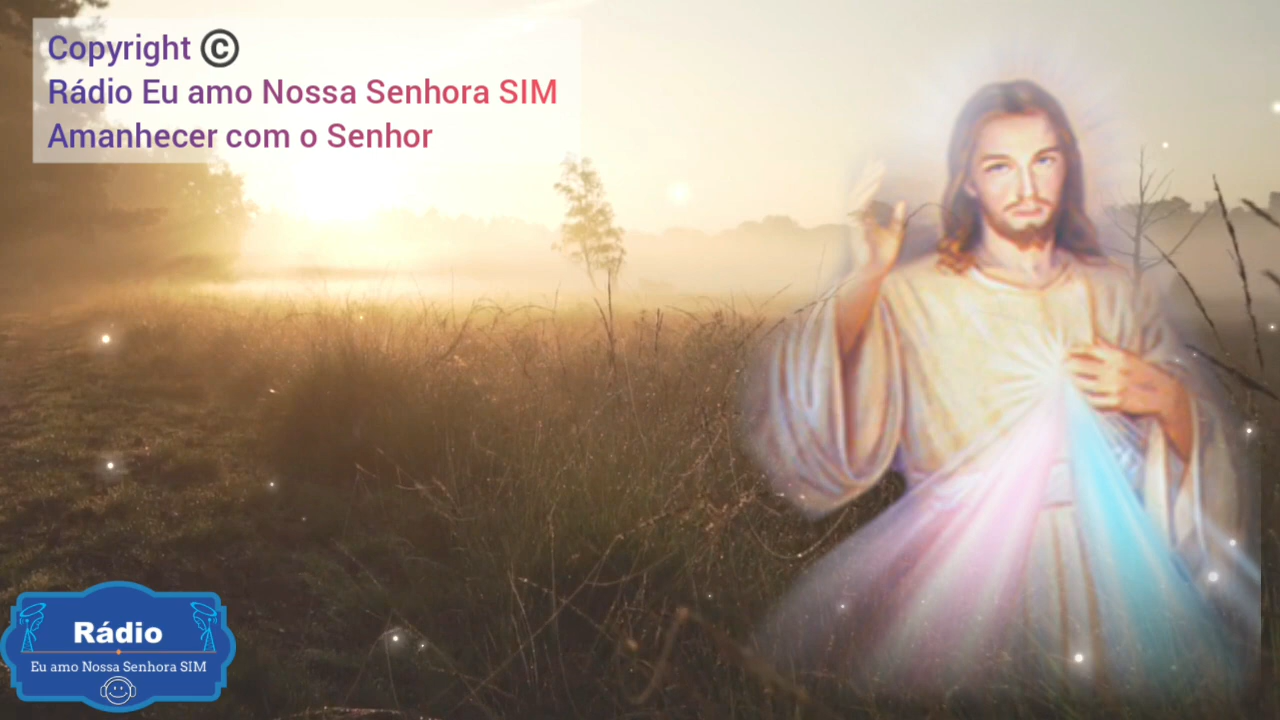 Copyright ©
Rádio Eu amo Nossa Senhora SIM
Amanhecer com o Senhor
Rádio
Eu amo Nossa Senhora SIM